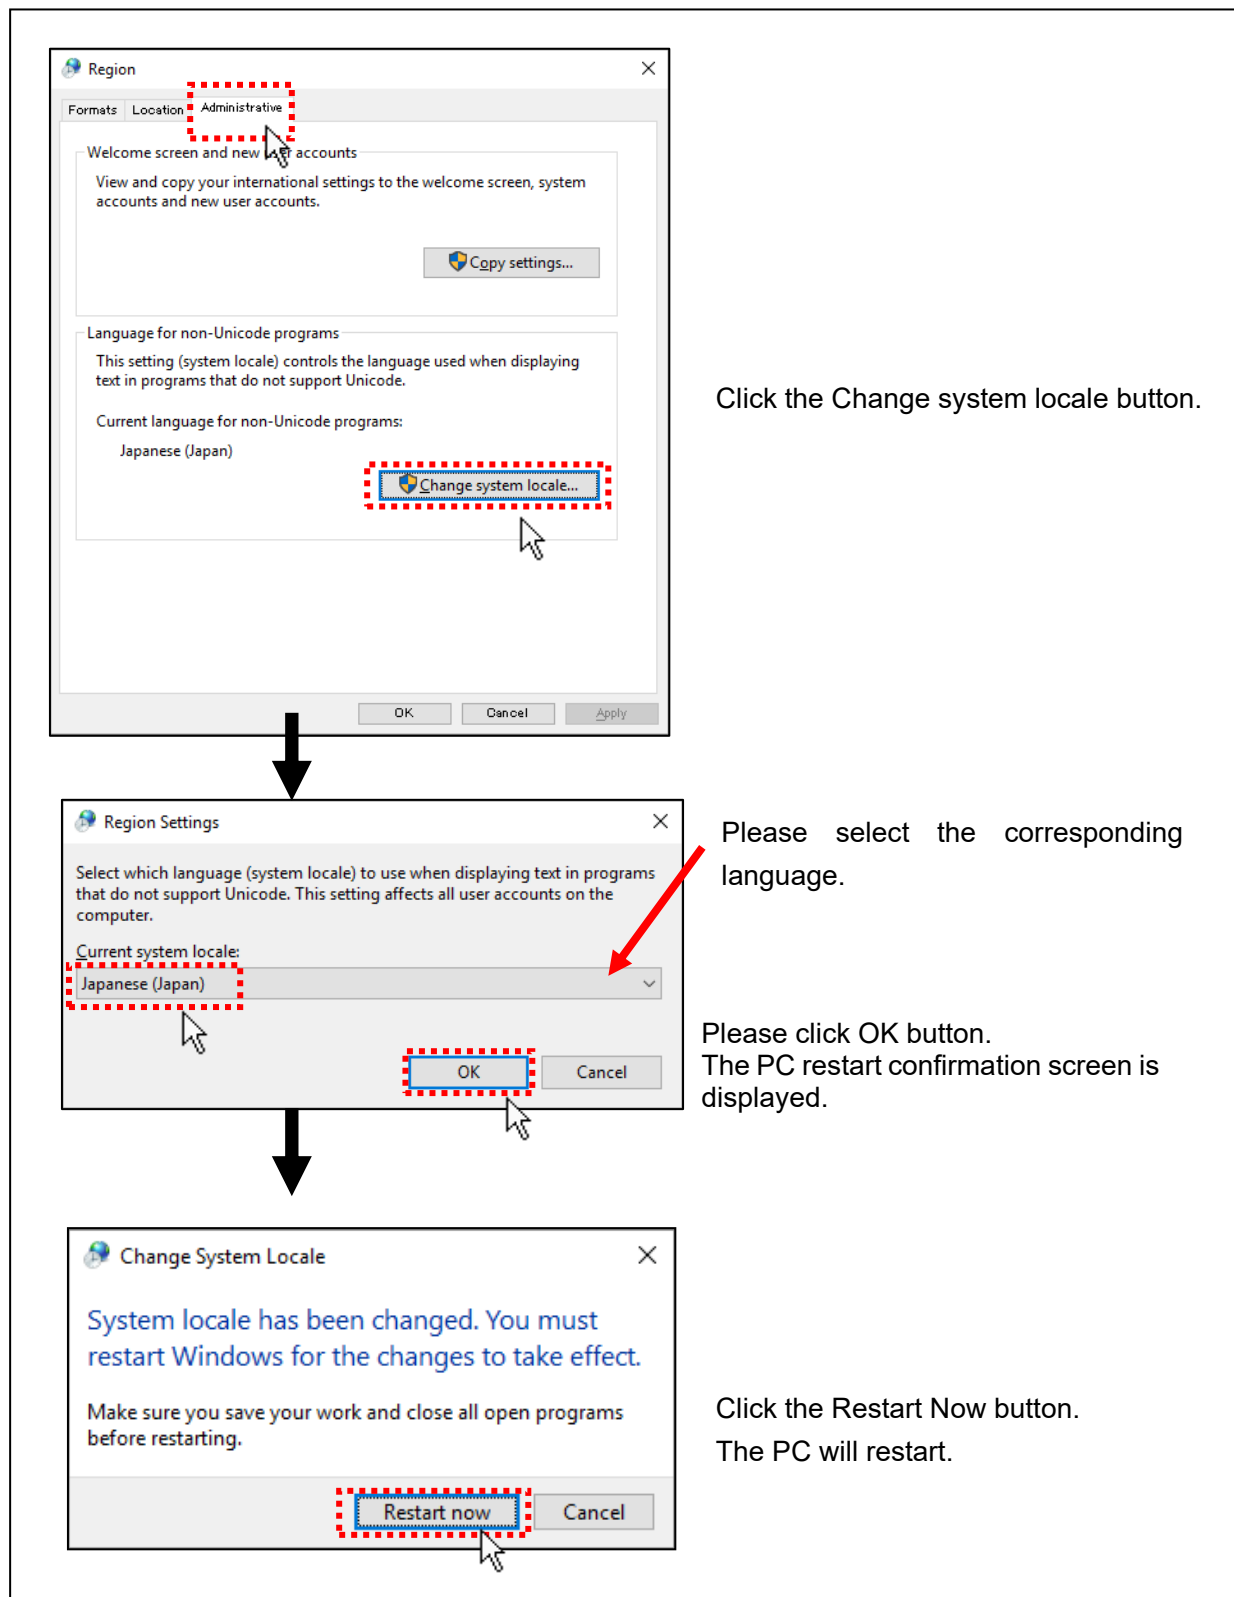 Region
Formats Location Administrative
Welcome screen and new user accounts
View and copy your international settings to the welcome screen, system
accounts and new user accounts.
Copy settings...
Language for non-Unicode programs
This setting (system locale) controls the language used when displaying
text in programs that do not support Unicode.
Current language for non-Unicode programs:
Japanese (Japan)
Change system locale...
OK Cancel Apply
Click the Change system locale button.
Region Settings
Select which language (system locale) to use when displaying text in programs
that do not support Unicode. This setting affects all user accounts on the
computer.
Current system locale:
Japanese (Japan)
OK Cancel
Please select the corresponding
language.
Please click OK button.
The PC restart confirmation screen is
displayed.
Change System Locale
System locale has been changed. You must
restart Windows for the changes to take effect.
Make sure you save your work and close all open programs
before restarting.
Restart now Cancel
Click the Restart Now button.
The PC will restart.